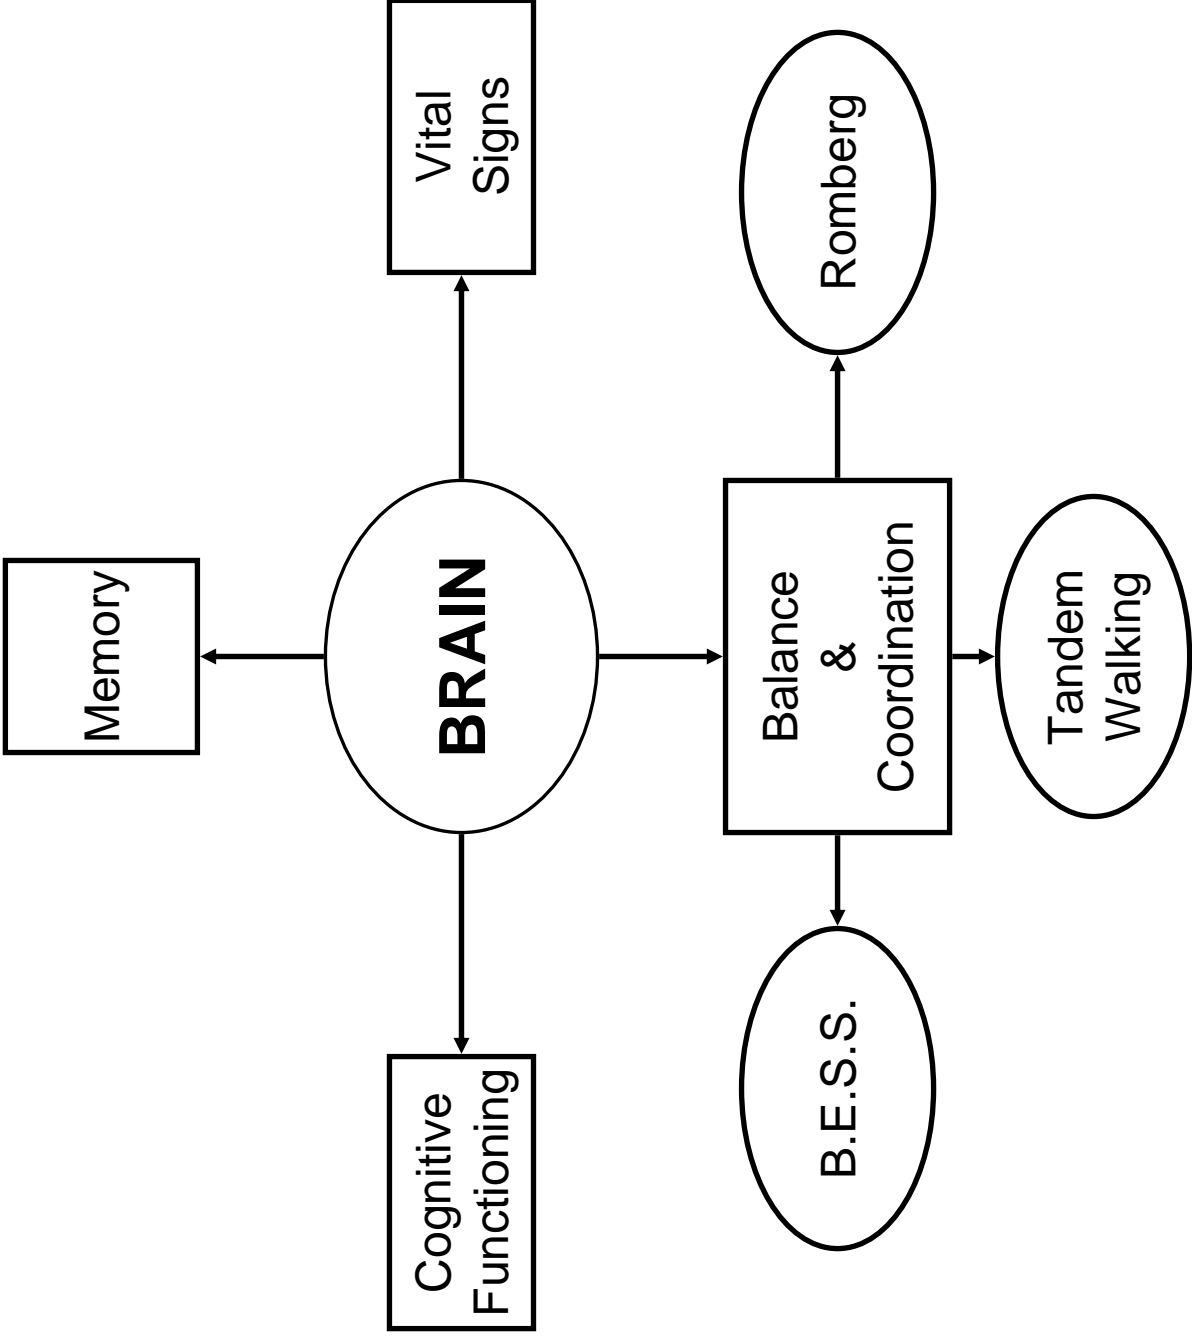 Memory
Cognitive
Functioning
BRAIN
Vital
Signs
Balance
&
Coordination
B.E.S.S.
Romberg
Tandem
Walking